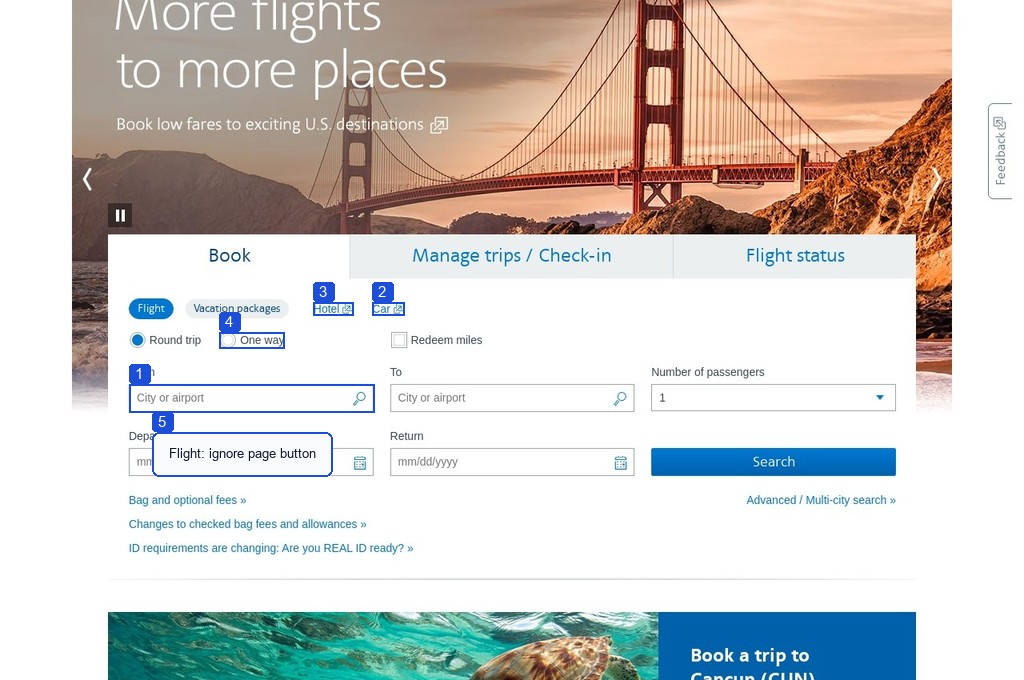 More flights
to more places
Book low fares to exciting U.S. destinations
Feedback
Book
Manage trips / Check-in
Flight status
3
2
Flight
Vacation packages
Hotel
Car
4
Round trip
One way
Redeem miles
1
To
Number of passengers
City or airport
City or airport
1
5
Return
Flight: ignore page button
mm/dd/yyyy
Search
Bag and optional fees »
Advanced / Multi-city search »
Changes to checked bag fees and allowances »
ID requirements are changing: Are you REAL ID ready? »
Book a trip to
Cancun (CUN)